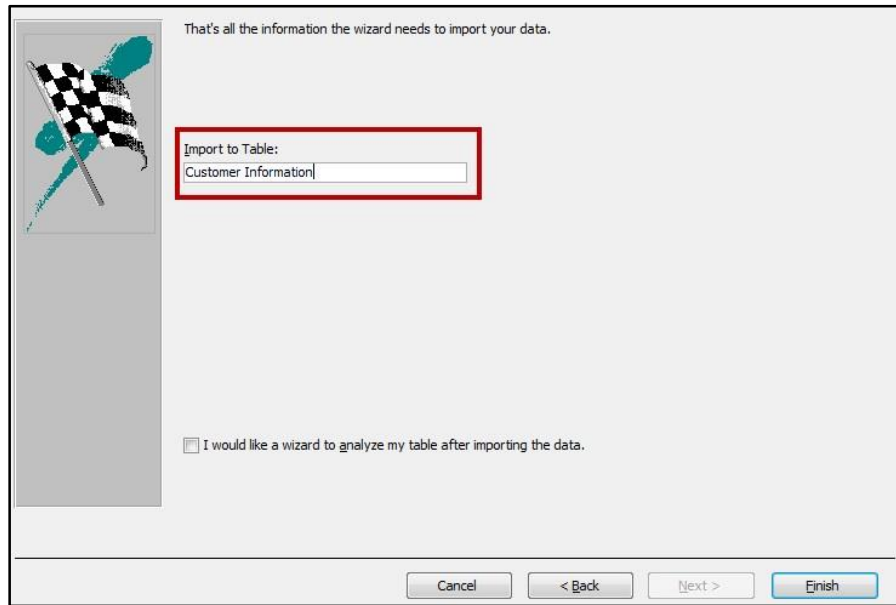 That's all the information the wizard needs to import your data.
Import to Table:
Customer Information
I would like a wizard to analyze my table after importing the data.
Cancel
< Back
Next >
Finish